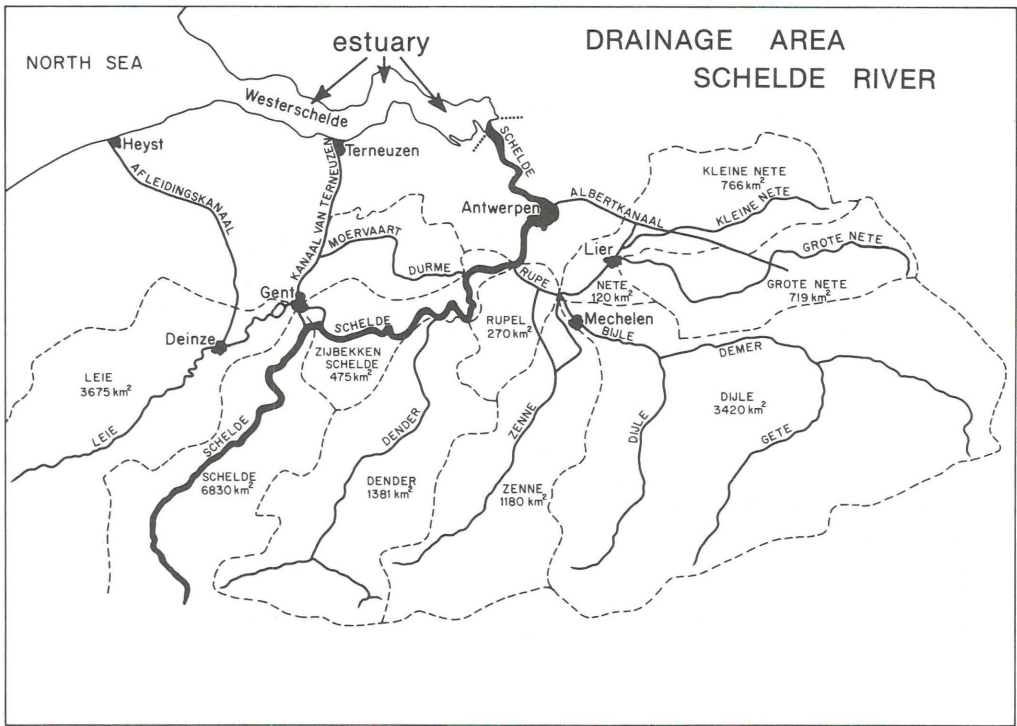 DRAINAGE AREA
SCHELDE RIVER
estuary
NORTH SEA
Westerschelde
Heyst
Terneuzen
SCHELDE
AFLEIDINGSKANAAL
KANAAL VAN TERNEUZEN
Antwerpen
ALBERTKANAAL
KLEINE NETE
766 km²
KLEINE NETE
MOERVAART
DURME
Lier
GROTE NETE
RUPE
NETE
120 km²
GROTE NETE
719 km²
Gent
SCHELDE
RUPEL
270 km²
Mechelen
BIJLE
Deinze
ZIJBEKKEN
SCHELDE
475 km²
DEMER
LEIE
3675 km²
DIJLE
3420 km²
LEIE
SCHELDE
DENDER
ZENNE
DIJLE
GETE
SCHELDE
6830 km²
DENDER
1381 km²
ZENNE
1180 km²